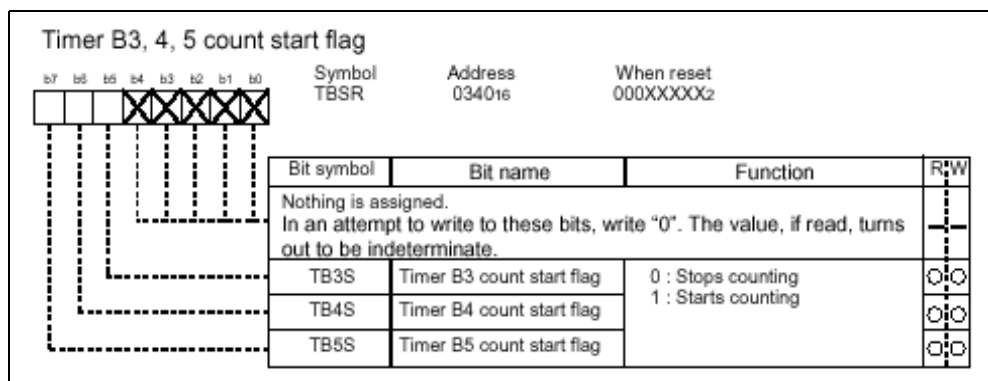 Timer B3, 4, 5 count start flag
b7 b6 b5 b4 b3 b2 b1 b0
Symbol Address When reset
TBSR 034016 000XXXXX2
Bit symbol Bit name Function R W
Nothing is assigned.
In an attempt to write to these bits, write “0”. The value, if read, turns
out to be indeterminate.
TB3S Timer B3 count start flag 0 : Stops counting
1 : Starts counting
TB4S Timer B4 count start flag
TB5S Timer B5 count start flag